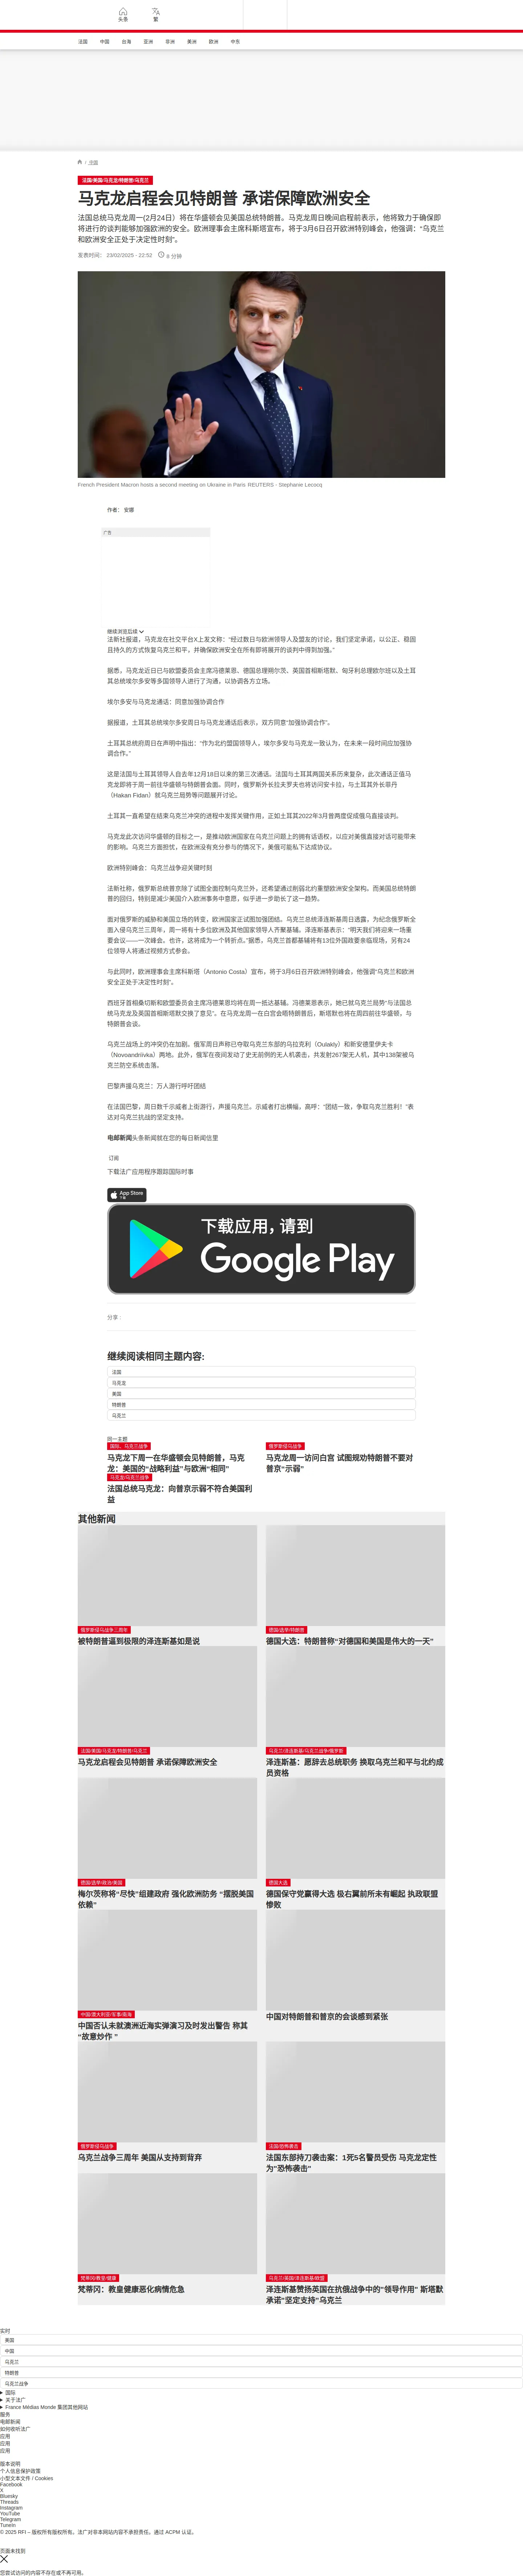 头条
繁
法国
中国
台海
亚洲
非洲
美洲
欧洲
中东
/ 中国
法国/美国/马克龙/特朗普/乌克兰
马克龙启程会见特朗普 承诺保障欧洲安全
法国总统马克龙周一(2月24日）将在华盛顿会见美国总统特朗普。马克龙周日晚间启程前表示，他将致力于确保即将进行的谈判能够加强欧洲的安全。欧洲理事会主席科斯塔宣布，将于3月6日召开欧洲特别峰会，他强调：“乌克兰和欧洲安全正处于决定性时刻”。
发表时间： 23/02/2025 - 22:52
8 分钟
French President Macron hosts a second meeting on Ukraine in Paris REUTERS - Stephanie Lecocq
作者： 安娜
广告
继续浏览后续
法新社报道，马克龙在社交平台X上发文称：“经过数日与欧洲领导人及盟友的讨论，我们坚定承诺，以公正、稳固且持久的方式恢复乌克兰和平，并确保欧洲安全在所有即将展开的谈判中得到加强。”
据悉，马克龙近日已与欧盟委员会主席冯德莱恩、德国总理朔尔茨、英国首相斯塔默、匈牙利总理欧尔班以及土耳其总统埃尔多安等多国领导人进行了沟通，以协调各方立场。
埃尔多安与马克龙通话：同意加强协调合作
据报道，土耳其总统埃尔多安周日与马克龙通话后表示，双方同意“加强协调合作”。
土耳其总统府周日在声明中指出：“作为北约盟国领导人，埃尔多安与马克龙一致认为，在未来一段时间应加强协调合作。”
这是法国与土耳其领导人自去年12月18日以来的第三次通话。法国与土耳其两国关系历来复杂，此次通话正值马克龙即将于周一前往华盛顿与特朗普会面。同时，俄罗斯外长拉夫罗夫也将访问安卡拉，与土耳其外长菲丹（Hakan Fidan）就乌克兰局势等问题展开讨论。
土耳其一直希望在结束乌克兰冲突的进程中发挥关键作用，正如土耳其2022年3月曾两度促成俄乌直接谈判。
马克龙此次访问华盛顿的目标之一，是推动欧洲国家在乌克兰问题上的拥有话语权，以应对美俄直接对话可能带来的影响。乌克兰方面担忧，在欧洲没有充分参与的情况下，美俄可能私下达成协议。
欧洲特别峰会：乌克兰战争迎关键时刻
法新社称，俄罗斯总统普京除了试图全面控制乌克兰外，还希望通过削弱北约重塑欧洲安全架构。而美国总统特朗普的回归，特别是减少美国介入欧洲事务中意愿，似乎进一步助长了这一趋势。
面对俄罗斯的威胁和美国立场的转变，欧洲国家正试图加强团结。乌克兰总统泽连斯基周日透露，为纪念俄罗斯全面入侵乌克兰三周年，周一将有十多位欧洲及其他国家领导人齐聚基辅。泽连斯基表示：“明天我们将迎来一场重要会议——一次峰会。也许，这将成为一个转折点。”据悉，乌克兰首都基辅将有13位外国政要亲临现场，另有24位领导人将通过视频方式参会。
与此同时，欧洲理事会主席科斯塔（Antonio Costa）宣布，将于3月6日召开欧洲特别峰会，他强调“乌克兰和欧洲安全正处于决定性时刻”。
西班牙首相桑切斯和欧盟委员会主席冯德莱恩均将在周一抵达基辅。冯德莱恩表示，她已就乌克兰局势“与法国总统马克龙及英国首相斯塔默交换了意见”。在马克龙周一在白宫会晤特朗普后，斯塔默也将在周四前往华盛顿，与特朗普会谈。
乌克兰战场上的冲突仍在加剧。俄军周日声称已夺取乌克兰东部的乌拉克利（Oulakly）和新安德里伊夫卡（Novoandriïvka）两地。此外，俄军在夜间发动了史无前例的无人机袭击，共发射267架无人机，其中138架被乌克兰防空系统击落。
巴黎声援乌克兰：万人游行呼吁团结
在法国巴黎，周日数千示威者上街游行，声援乌克兰。示威者打出横幅，高呼：“团结一致，争取乌克兰胜利！”表达对乌克兰抗战的坚定支持。
电邮新闻头条新闻就在您的每日新闻信里
订阅
下载法广应用程序跟踪国际时事
App Store
下载
下载应用，请到
Google Play
分享 :
继续阅读相同主题内容:
法国
马克龙
美国
特朗普
乌克兰
同一主题
国际、乌克兰战争
马克龙下周一在华盛顿会见特朗普，马克龙：美国的“战略利益”与欧洲“相同”
俄罗斯侵乌战争
马克龙周一访问白宫 试图规劝特朗普不要对普京“示弱”
马克龙/乌克兰战争
法国总统马克龙：向普京示弱不符合美国利益
其他新闻
俄罗斯侵乌战争三周年
被特朗普逼到极限的泽连斯基如是说
德国/选举/特朗普
德国大选：特朗普称“对德国和美国是伟大的一天”
法国/美国/马克龙/特朗普/乌克兰
马克龙启程会见特朗普 承诺保障欧洲安全
乌克兰/泽连斯基/乌克兰战争/俄罗斯
泽连斯基：愿辞去总统职务 换取乌克兰和平与北约成员资格
德国/选举/政治/美国
梅尔茨称将“尽快”组建政府 强化欧洲防务 “摆脱美国依赖”
德国大选
德国保守党赢得大选 极右翼前所未有崛起 执政联盟惨败
中国/澳大利亚/军事/南海
中国否认未就澳洲近海实弹演习及时发出警告 称其 “故意炒作 ”
中国对特朗普和普京的会谈感到紧张
俄罗斯侵乌战争
乌克兰战争三周年 美国从支持到背弃
法国/恐怖袭击
法国东部持刀袭击案：1死5名警员受伤 马克龙定性为“恐怖袭击”
梵蒂冈/教皇/健康
梵蒂冈：教皇健康恶化病情危急
乌克兰/英国/泽连斯基/欧盟
泽连斯基赞扬英国在抗俄战争中的“领导作用” 斯塔默承诺“坚定支持”乌克兰
实时
美国
中国
乌克兰
特朗普
乌克兰战争
国际
关于法广
France Médias Monde 集团其他网站
服务
电邮新闻
如何收听法广
应用
应用
应用
版本说明
个人信息保护政策
小型文本文件 / Cookies
Facebook
X
Bluesky
Threads
Instagram
YouTube
Telegram
TuneIn
© 2025 RFI – 版权所有版权所有。法广对非本网站内容不承担责任。通过 ACPM 认证。
页面未找到
您尝试访问的内容不存在或不再可用。